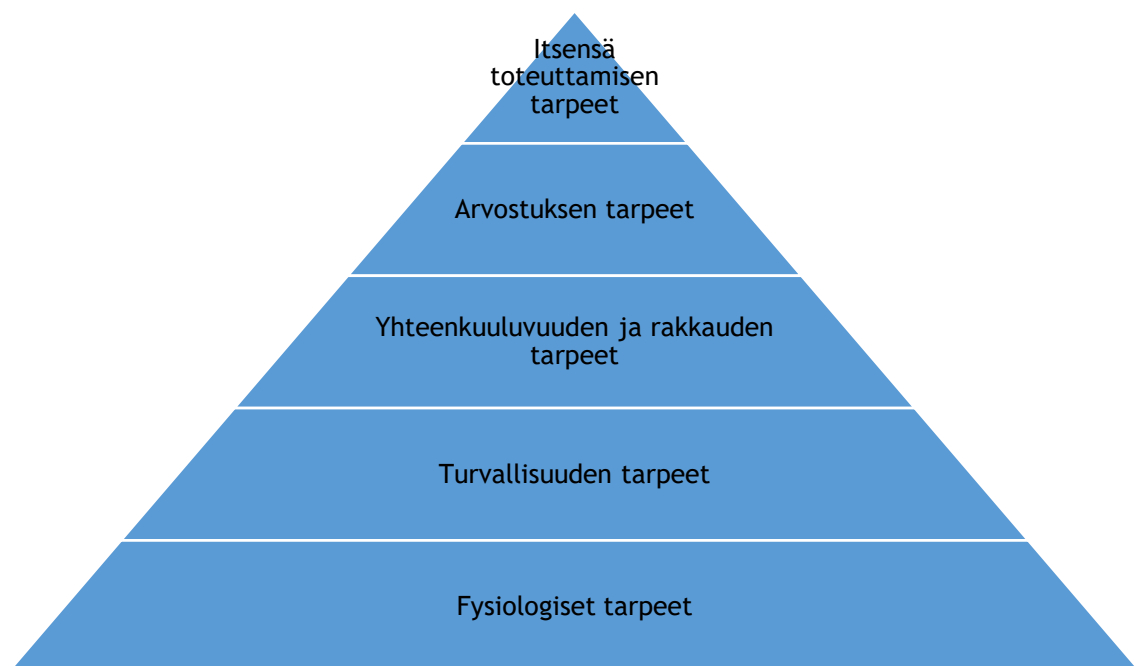 Itsensä
toteuttamisen
tarpeet
Arvostuksen tarpeet
Yhteenkuuluvuuden ja rakkauden
tarpeet
Turvallisuuden tarpeet
Fysiologiset tarpeet